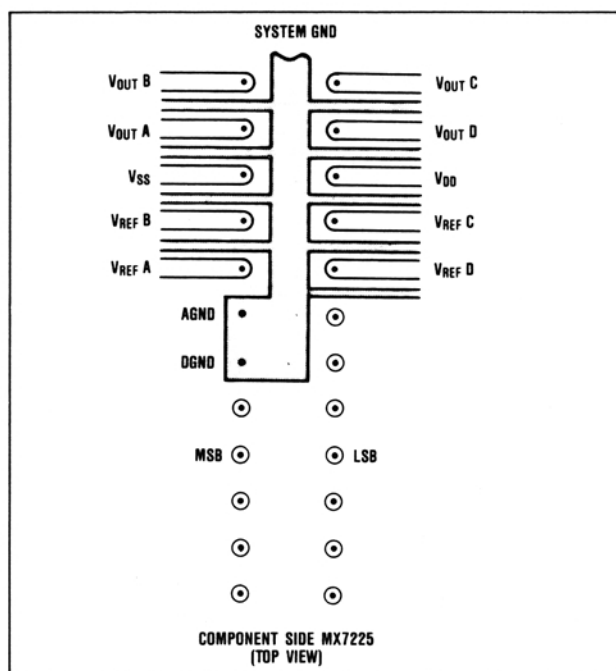 SYSTEM GND
VOUT B
VOUT C
VOUT A
VOUT D
VSS
VDD
VREF B
VREF C
VREF A
VREF D
AGND
DGND
MSB
LSB
COMPONENT SIDE MX7225
(TOP VIEW)